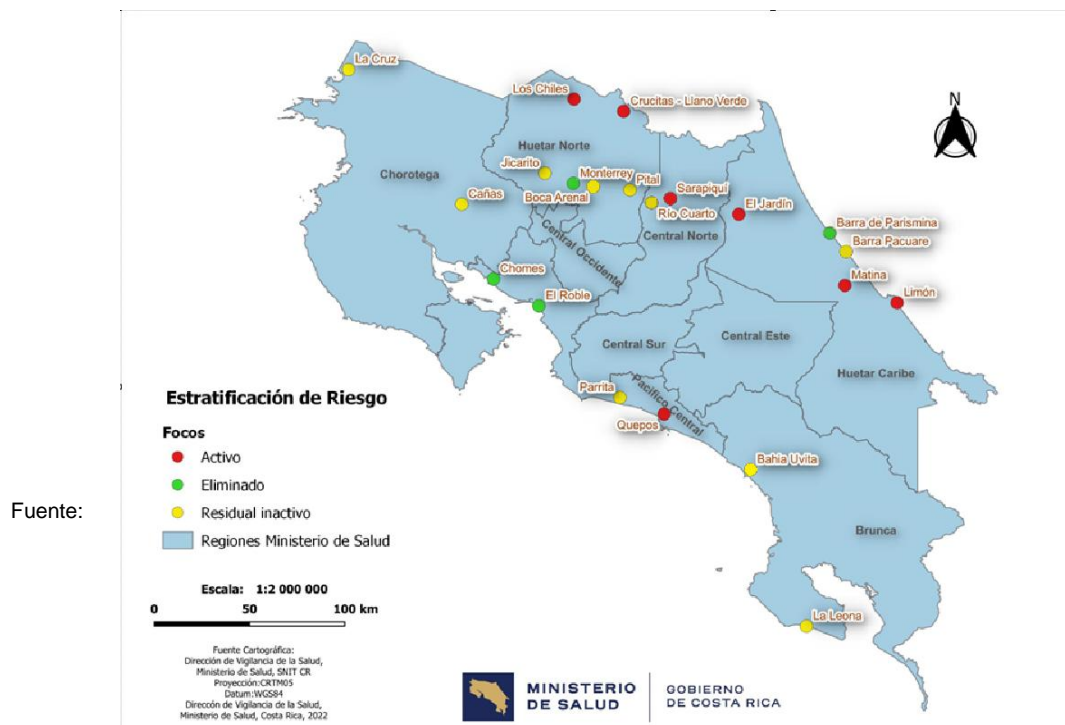 N
La Cruz
Los Chiles
Crucitas - Llano Verde
Huetar Norte
Jicarito
Monterrey
Pital
Chorotega
Cañas
Boca Arenal
Sarapiquí
Río Cuarto
El Jardín
Central Norte
Barra de Parismina
Barra Pacuare
Central Occidente
Chomes
Matina
El Roble
Limón
Central Sur
Central Este
Huetar Caribe
Parrita
Pacífico Central
Quepos
Bahía Uvita
Brunca
La Leona
Estratificación de Riesgo
Focos
Activo
Eliminado
Residual inactivo
Regiones Ministerio de Salud
Fuente:
Escala: 1:2 000 000
0 50 100 km
Fuente Cartográfica:
Dirección de Vigilancia de la Salud,
Ministerio de Salud, SNIT CR
Proyección:CRTM05
Datum:WGS84
Direccón de Vigilancia de la Salud,
Ministerio de Salud, Costa Rica, 2022
MINISTERIO
DE SALUD
GOBIERNO
DE COSTA RICA